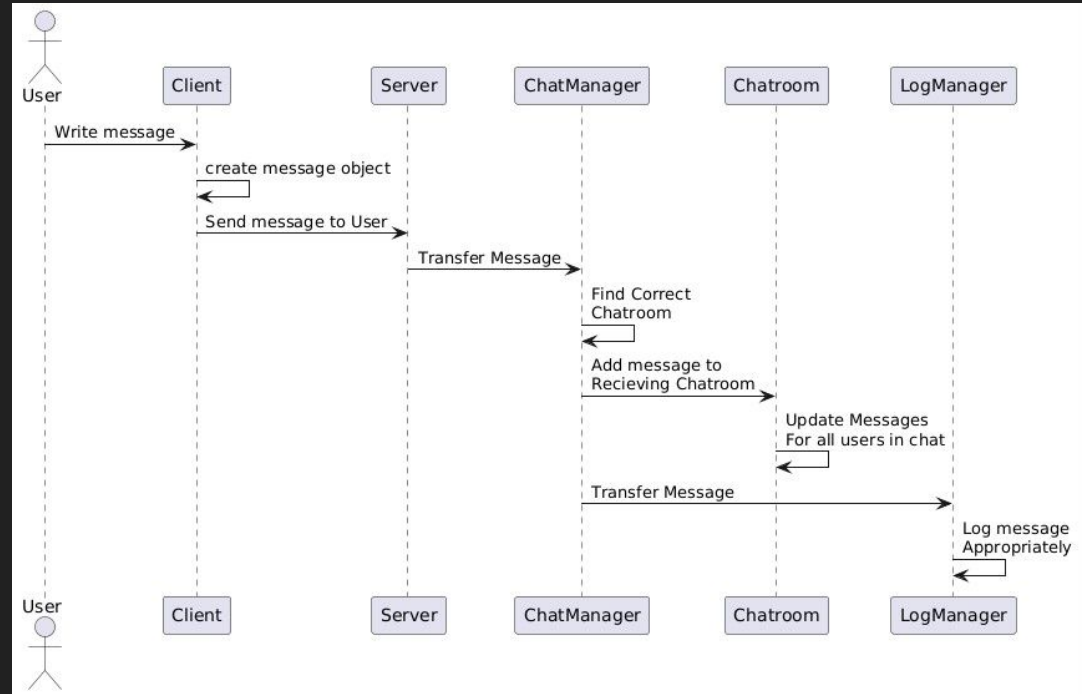 User
Client
Server
ChatManager
Chatroom
LogManager
Write message
create message object
Send message to User
Transfer Message
Find Correct
Chatroom
Add message to
Recieving Chatroom
Update Messages
For all users in chat
Transfer Message
Log message
Appropriately
User
Client
Server
ChatManager
Chatroom
LogManager